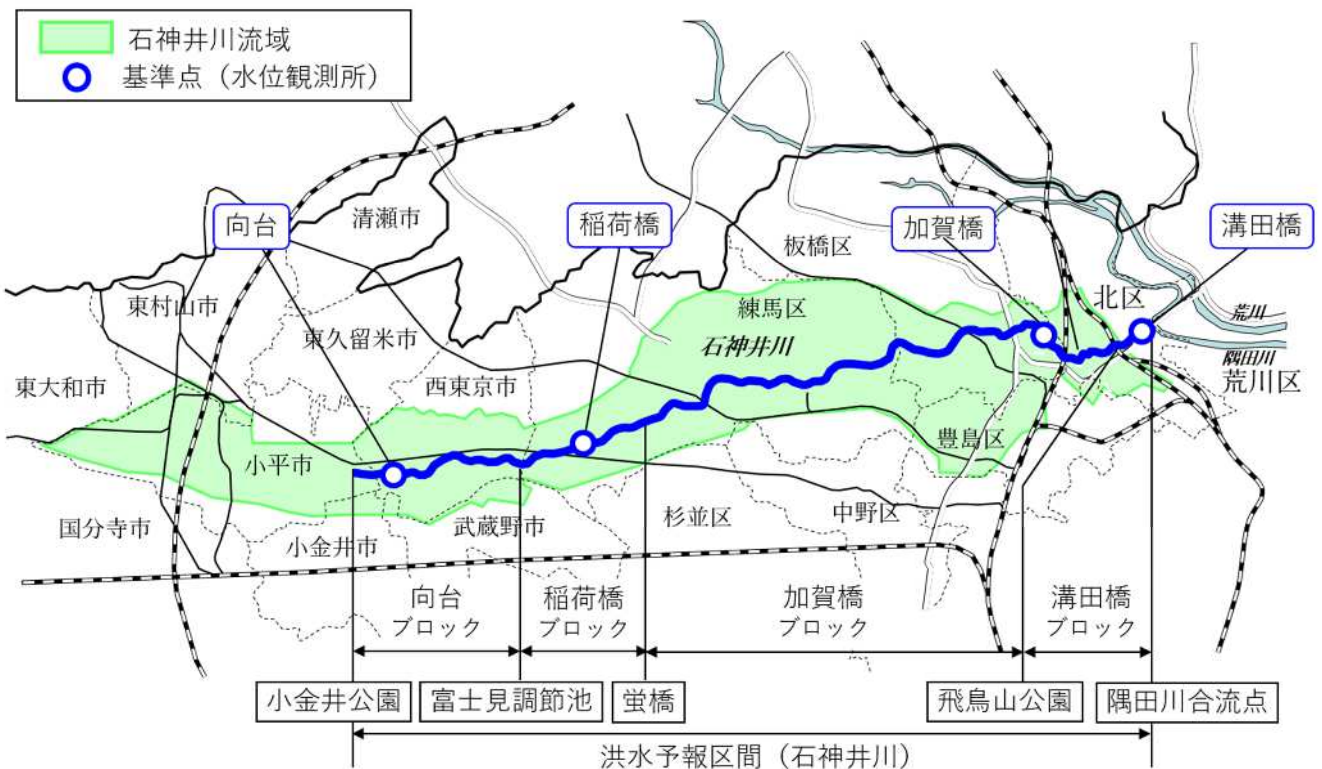 石神井川流域
基準点（水位観測所）
向台
清瀬市
稲荷橋
板橋区
加賀橋
溝田橋
東村山市
東久留米市
練馬区
北区
荒川
石神井川
隅田川
東大和市
西東京市
荒川区
小平市
豊島区
国分寺市
小金井市
武蔵野市
杉並区
中野区
向台
ブロック
稲荷橋
ブロック
加賀橋
ブロック
溝田橋
ブロック
小金井公園
富士見調節池
蛍橋
飛鳥山公園
隅田川合流点
洪水予報区間（石神井川）